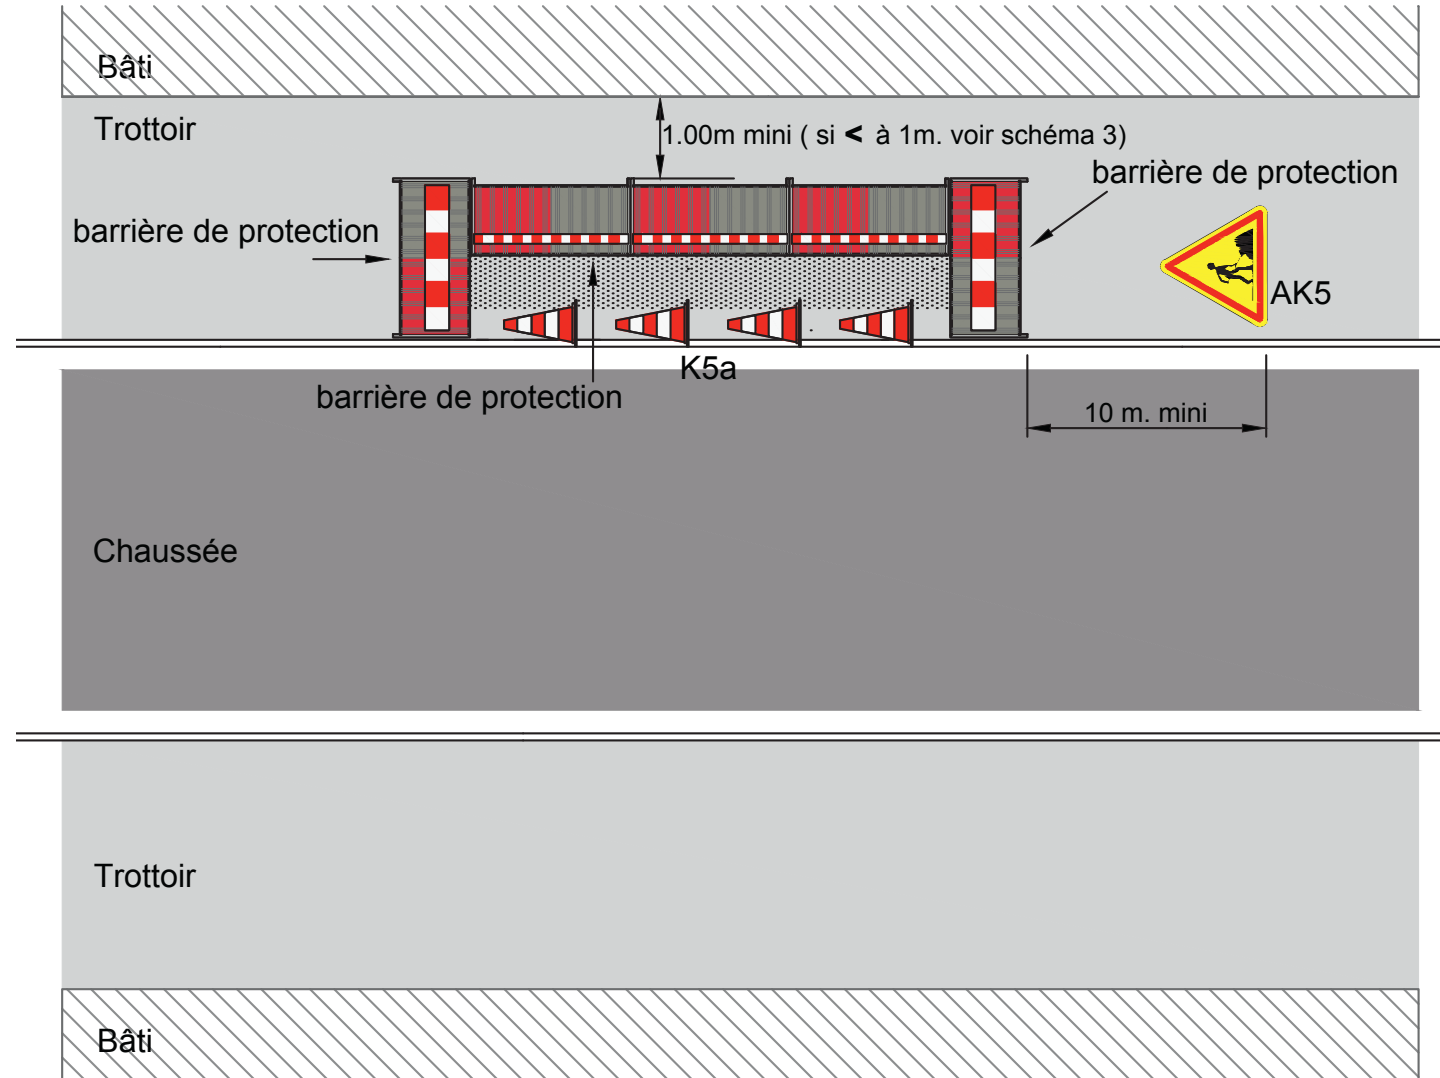 Bâti
Trottoir
1.00m mini ( si < à 1m. voir schéma 3)
barrière de protection
barrière de protection
AK5
K5a
barrière de protection
10 m. mini
Chaussée
Trottoir
Bâti